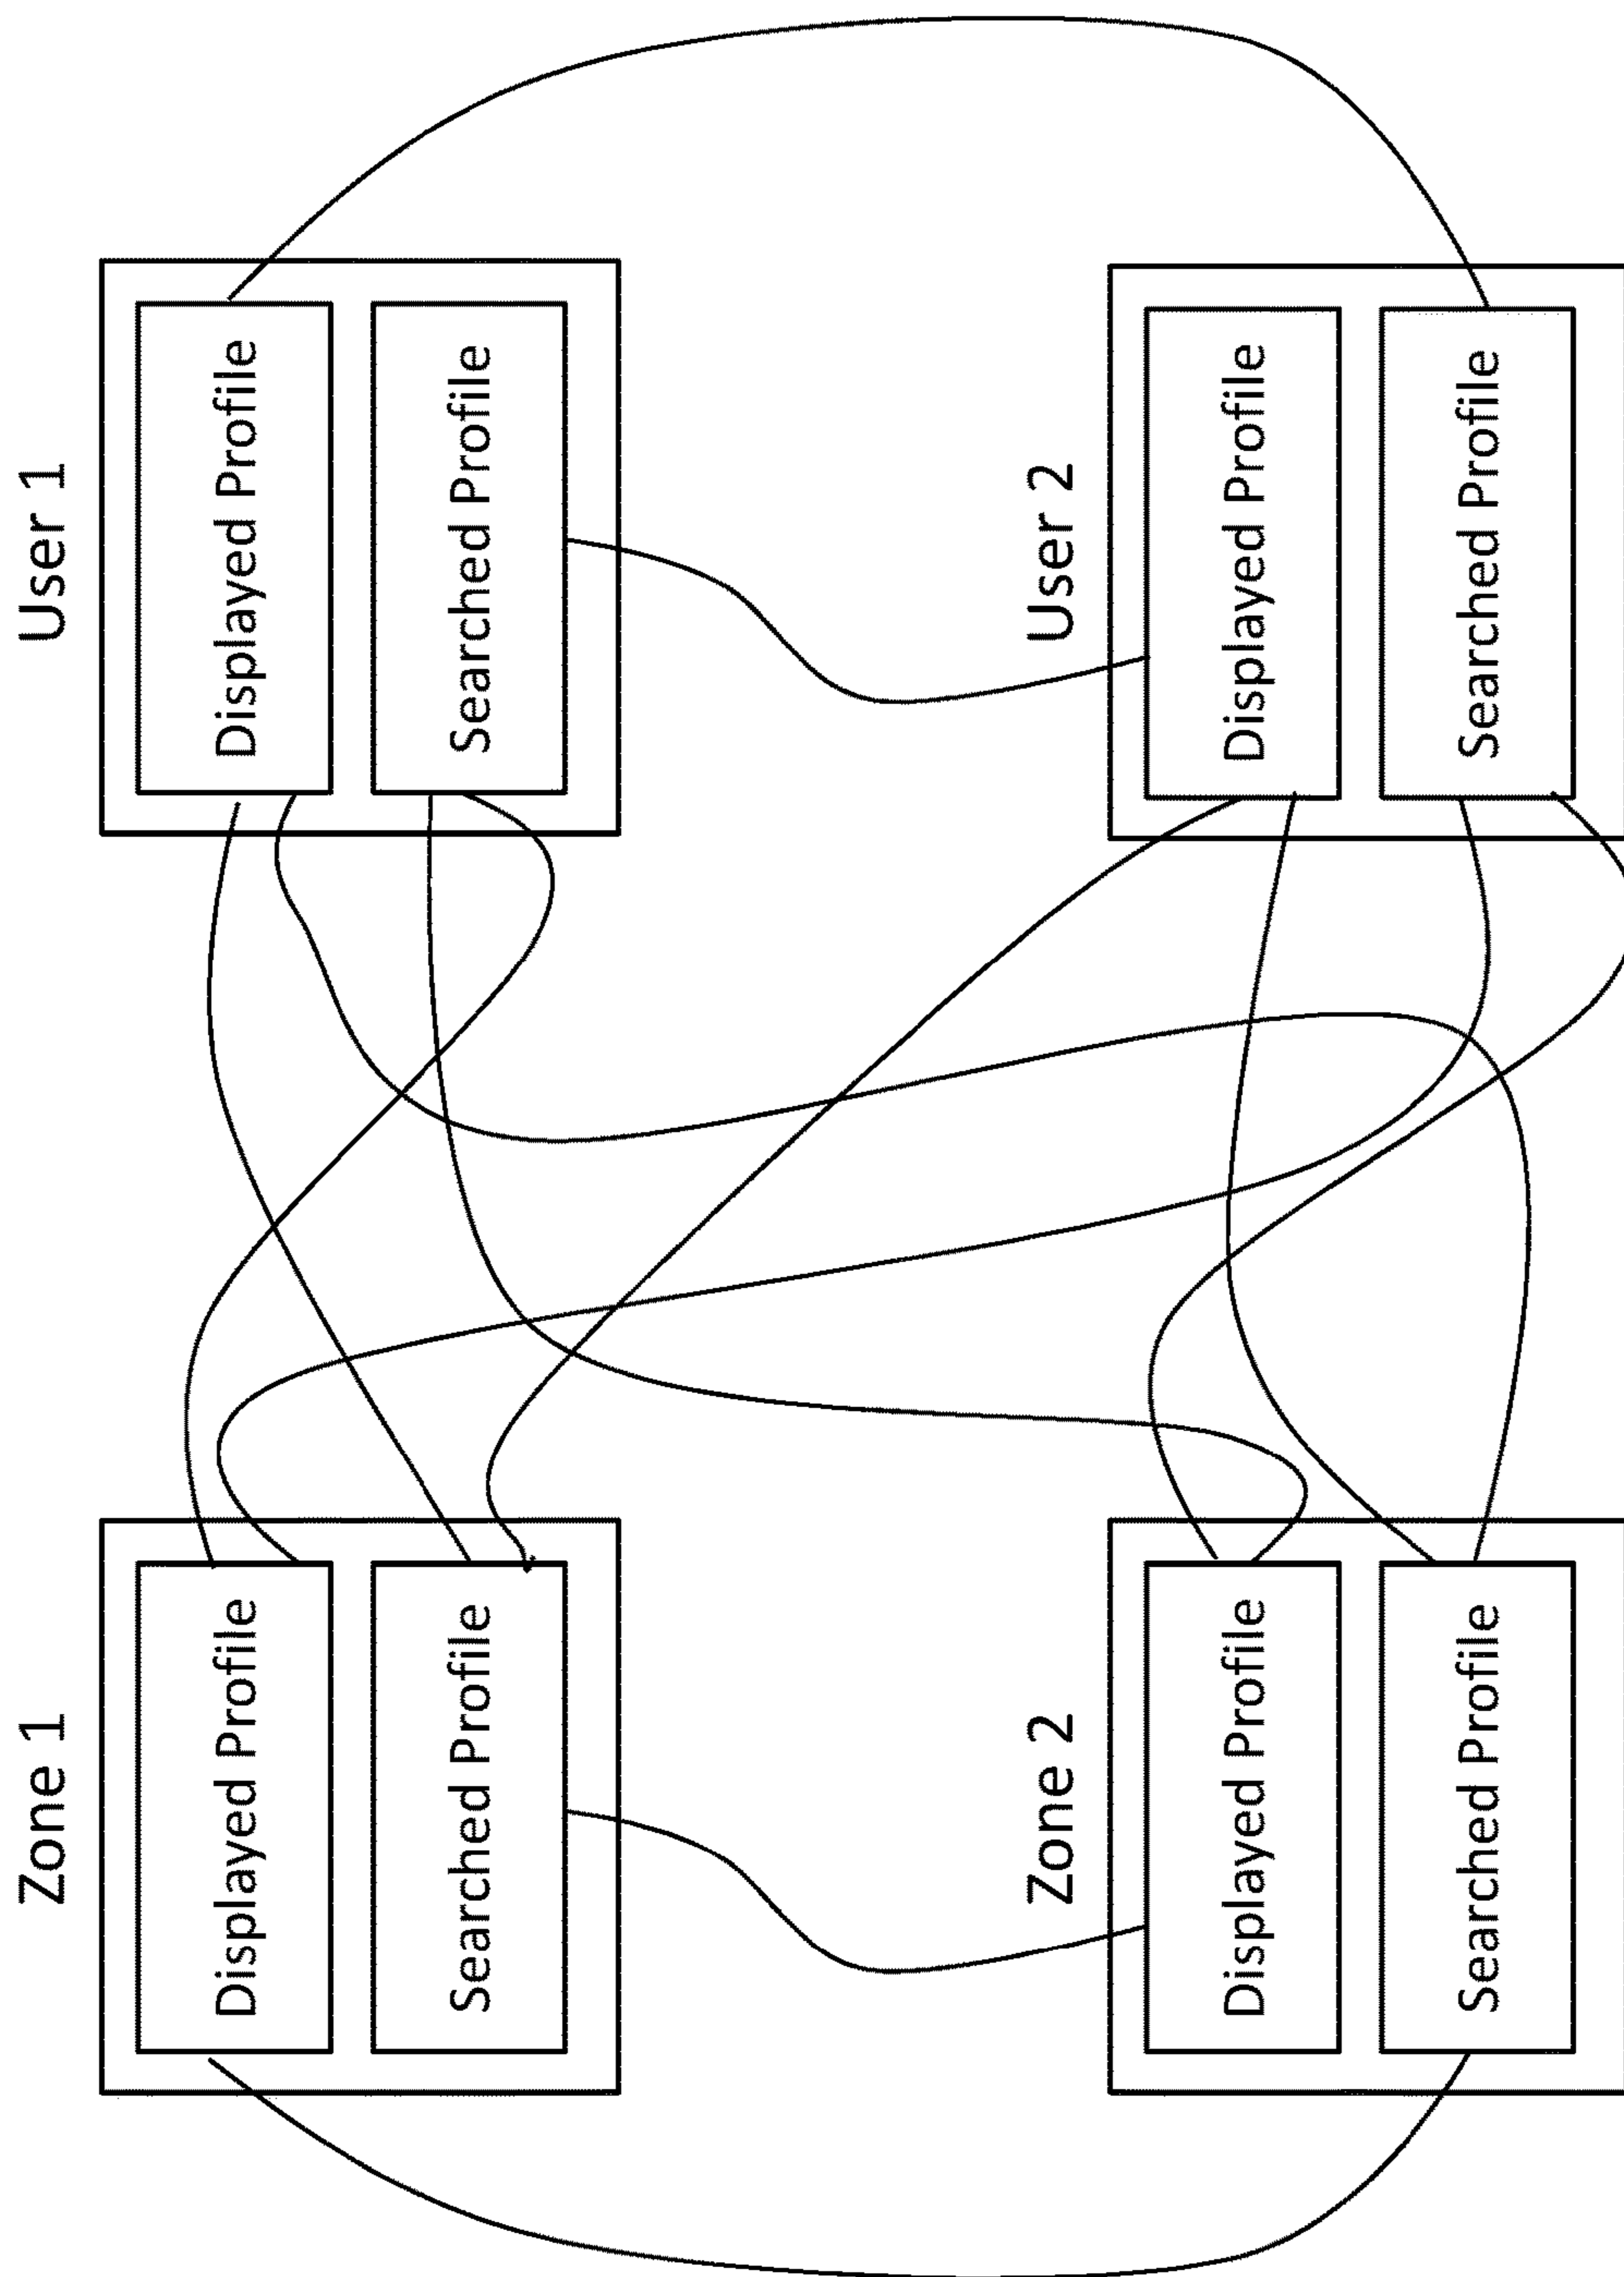 Zone 1
Displayed Profile
Searched Profile
User 1
Displayed Profile
Searched Profile
Zone 2
Displayed Profile
Searched Profile
User 2
Displayed Profile
Searched Profile